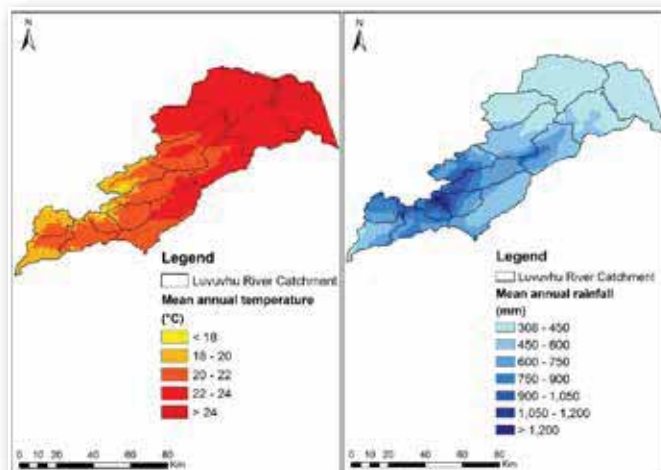 N
Legend
Luvuvhu River Catchment
Mean annual temperature
(°C)
< 18
18 - 20
20 - 22
22 - 24
> 24
0 10 20 40 60 80
Km
N
Legend
Luvuvhu River Catchment
Mean annual rainfall
(mm)
308 - 450
450 - 600
600 - 750
750 - 900
900 - 1,050
1,050 - 1,200
> 1,200
0 10 20 40 60 80
Km